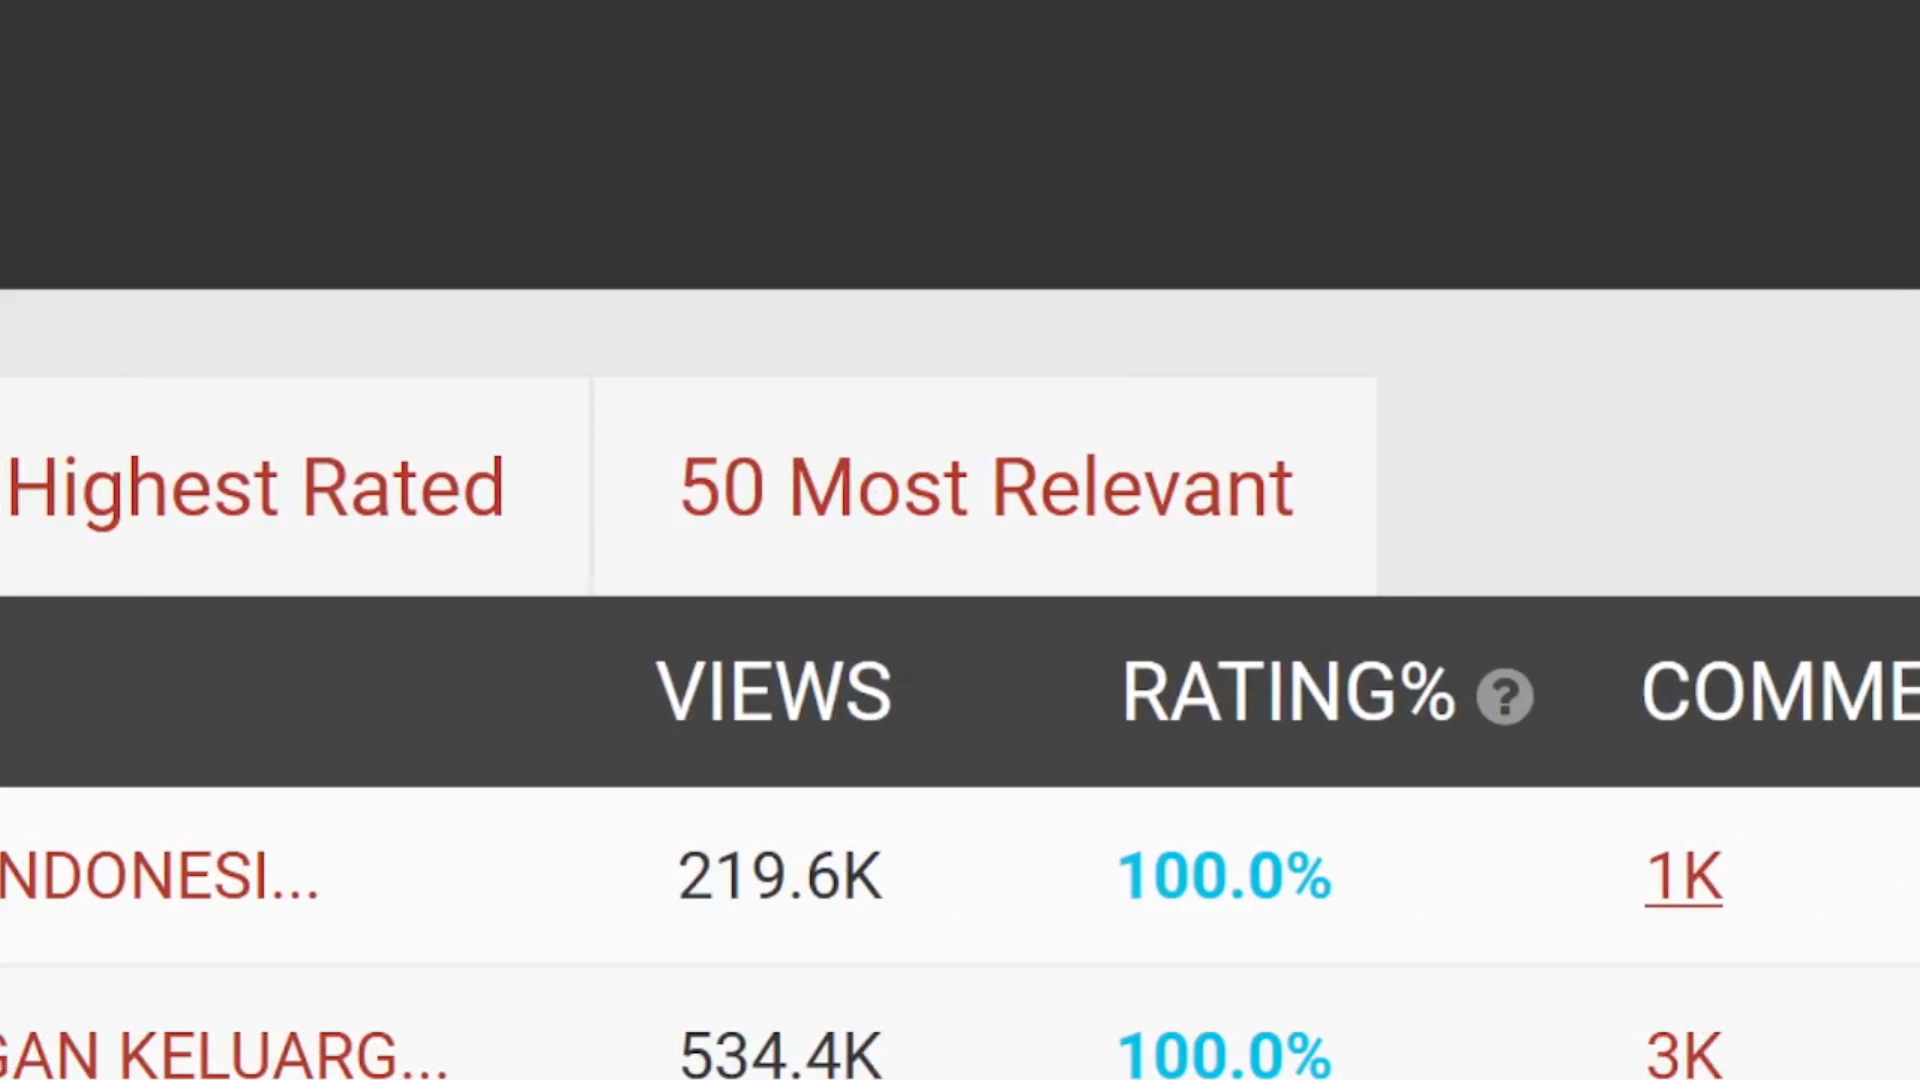 Highest Rated 50 Most Relevant
VIEWS RATING% ? COMME
NDONESI... 219.6K 100.0% 1K
GAN KELUARG... 534.4K 100.0% 3K